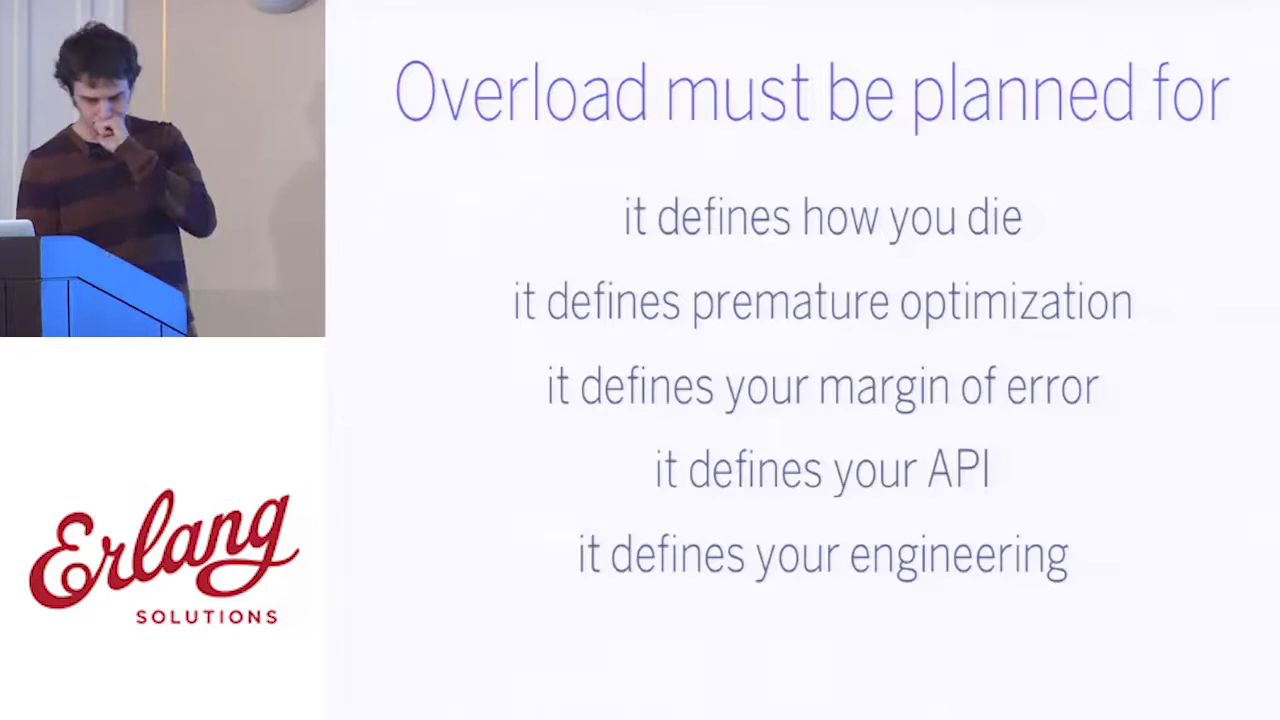 Overload must be planned for
it defines how you die
it defines premature optimization
it defines your margin of error
it defines your API
it defines your engineering
Erlang
SOLUTIONS